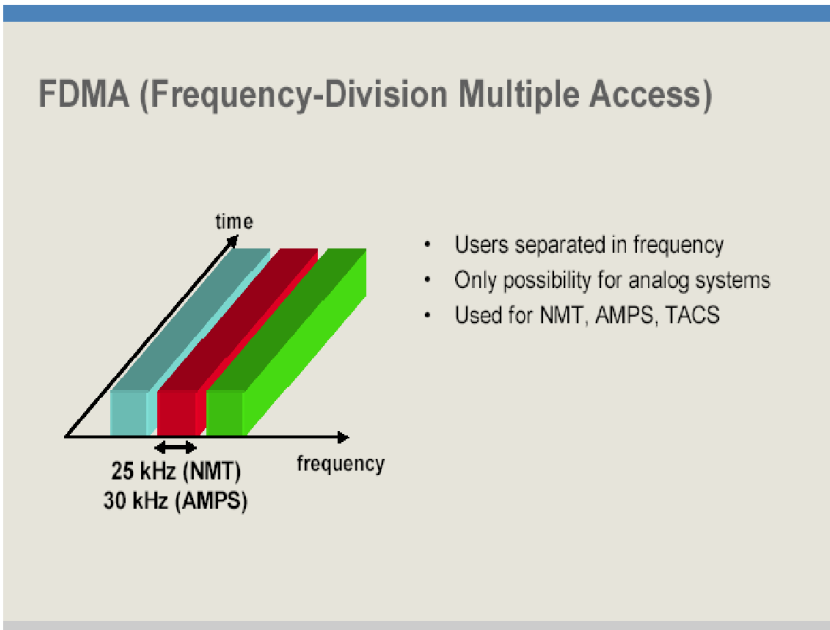 FDMA (Frequency-Division Multiple Access)
time
• Users separated in frequency
• Only possibility for analog systems
• Used for NMT, AMPS, TACS
frequency
25 kHz (NMT)
30 kHz (AMPS)